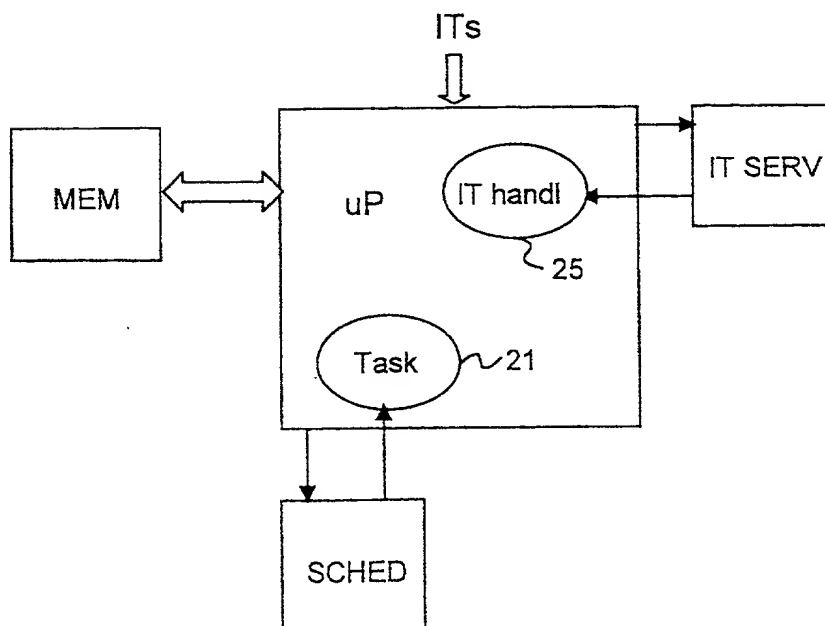 ITs
MEM
uP
IT handl
IT SERV
25
Task
21
SCHED